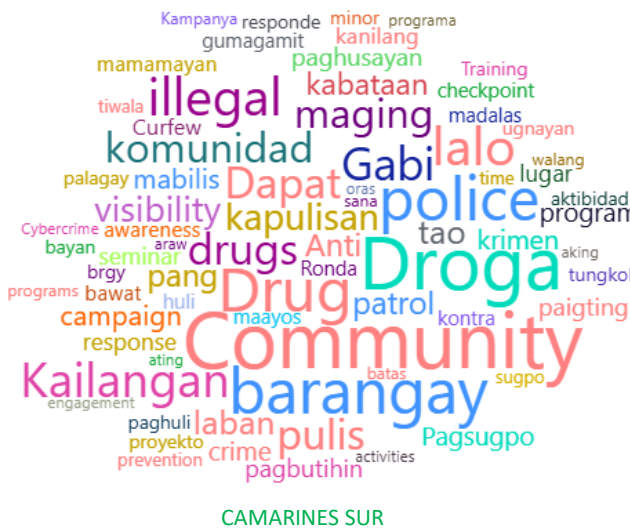 Kampanya responde minor programa
gumagamit kanilang
mamamayan paghusayan Training
illegal kabataan checkpoint
tiwala Curfew maging madalas ugnayan
komunidad Gabi lalo walang
palagay mabilis Dapat oras time lugar
visibility kapulisan sana police aktibidad program
Cybercrime awareness araw drugs Anti tao krimen aking
bayan seminar Ronda Droga
brgy pang Drug tungkol
programs bawat huli patrol paigting
campaign maayos kontra
response Community
ating batas sugpo
Kailangan barangay
engagement
paghuli laban pulis Pagsugpo
proyekto crime activities
prevention pagbutihin
CAMARINES SUR